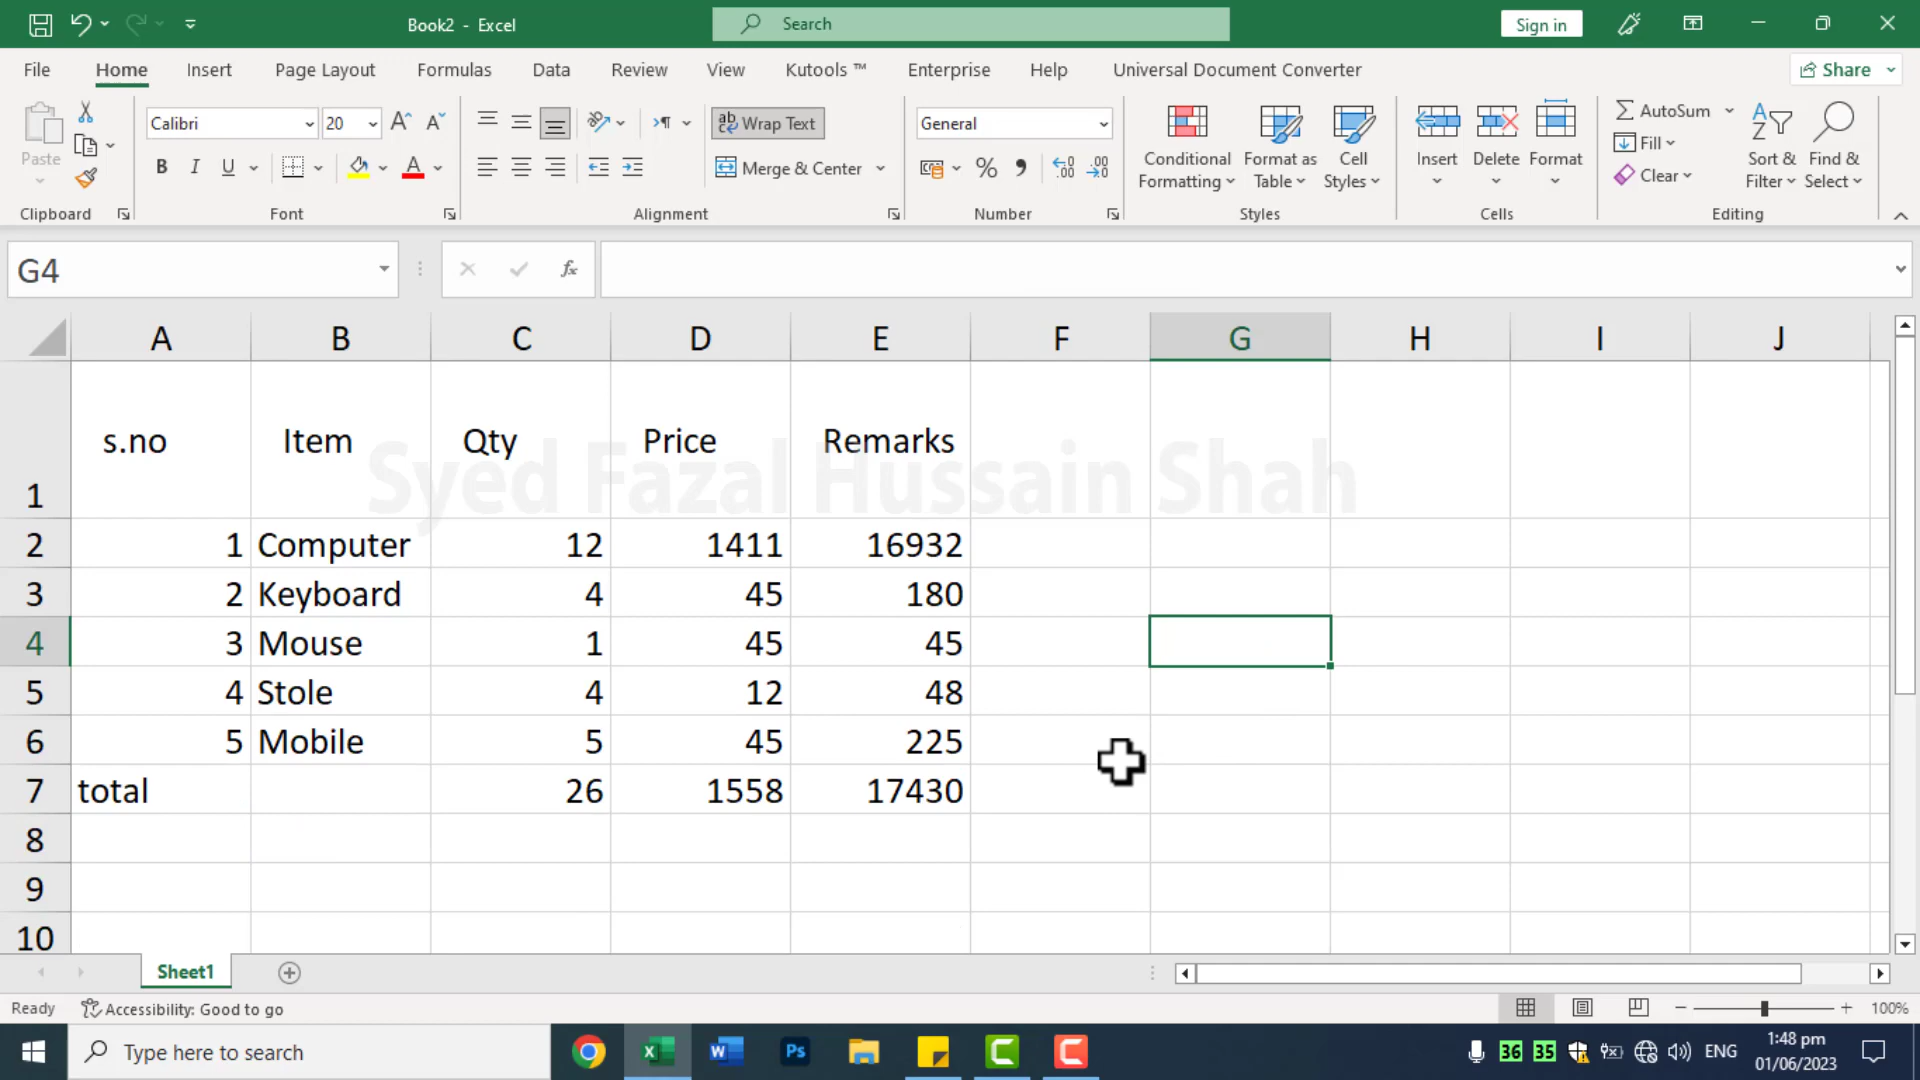 Book2 - Excel
Search
Sign in
File Home Insert Page Layout Formulas Data Review View Kutools ™ Enterprise Help Universal Document Converter Share
Paste
Clipboard
Calibri 20
B I U
Font
Wrap Text
Merge & Center
Alignment
General
Number
Conditional Formatting
Format as Table
Cell Styles
Styles
Insert Delete Format
Cells
AutoSum
Fill
Clear
Sort & Filter
Find & Select
Editing
G4
fx
A B C D E F G H I J
1 s.no Item Qty Price Remarks
Syed Fazal Hussain Shah
2 1 Computer 12 1411 16932
3 2 Keyboard 4 45 180
4 3 Mouse 1 45 45
5 4 Stole 4 12 48
6 5 Mobile 5 45 225
7 total 26 1558 17430
8
9
10
Sheet1
Ready Accessibility: Good to go 100%
Type here to search
36 35 ENG
1:48 pm
01/06/2023